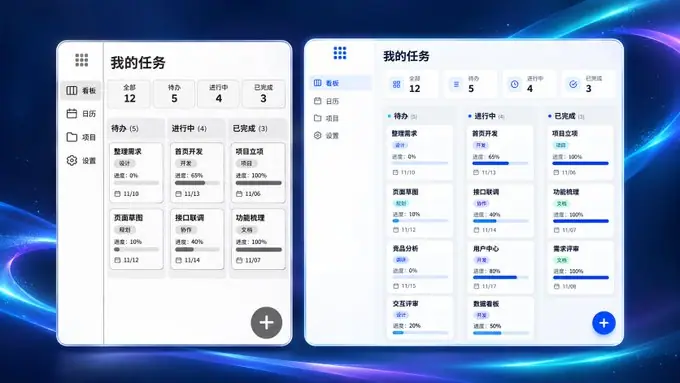 我的任务
看板
日历
项目
设置
全部
12
待办
5
进行中
4
已完成
3
待办 (5)
进行中 (4)
已完成 (3)
整理需求
设计
进度: 0%
11/10
首页开发
开发
进度: 65%
11/13
项目立项
项目
进度: 100%
11/06
页面草图
规划
进度: 10%
11/12
接口联调
协作
进度: 40%
11/14
功能梳理
文档
进度: 100%
11/07
我的任务
看板
日历
项目
设置
全部
12
待办
5
进行中
4
已完成
3
待办 (5)
进行中 (4)
已完成 (3)
整理需求
设计
进度: 0%
11/10
首页开发
开发
进度: 65%
11/13
项目立项
项目
进度: 100%
11/06
页面草图
规划
进度: 10%
11/12
接口联调
协作
进度: 40%
11/14
功能梳理
文档
进度: 100%
11/07
竞品分析
调研
进度: 0%
11/15
用户中心
开发
进度: 80%
11/17
需求评审
文档
进度: 100%
11/08
交互评审
设计
进度: 20%
数据看板
开发
进度: 50%